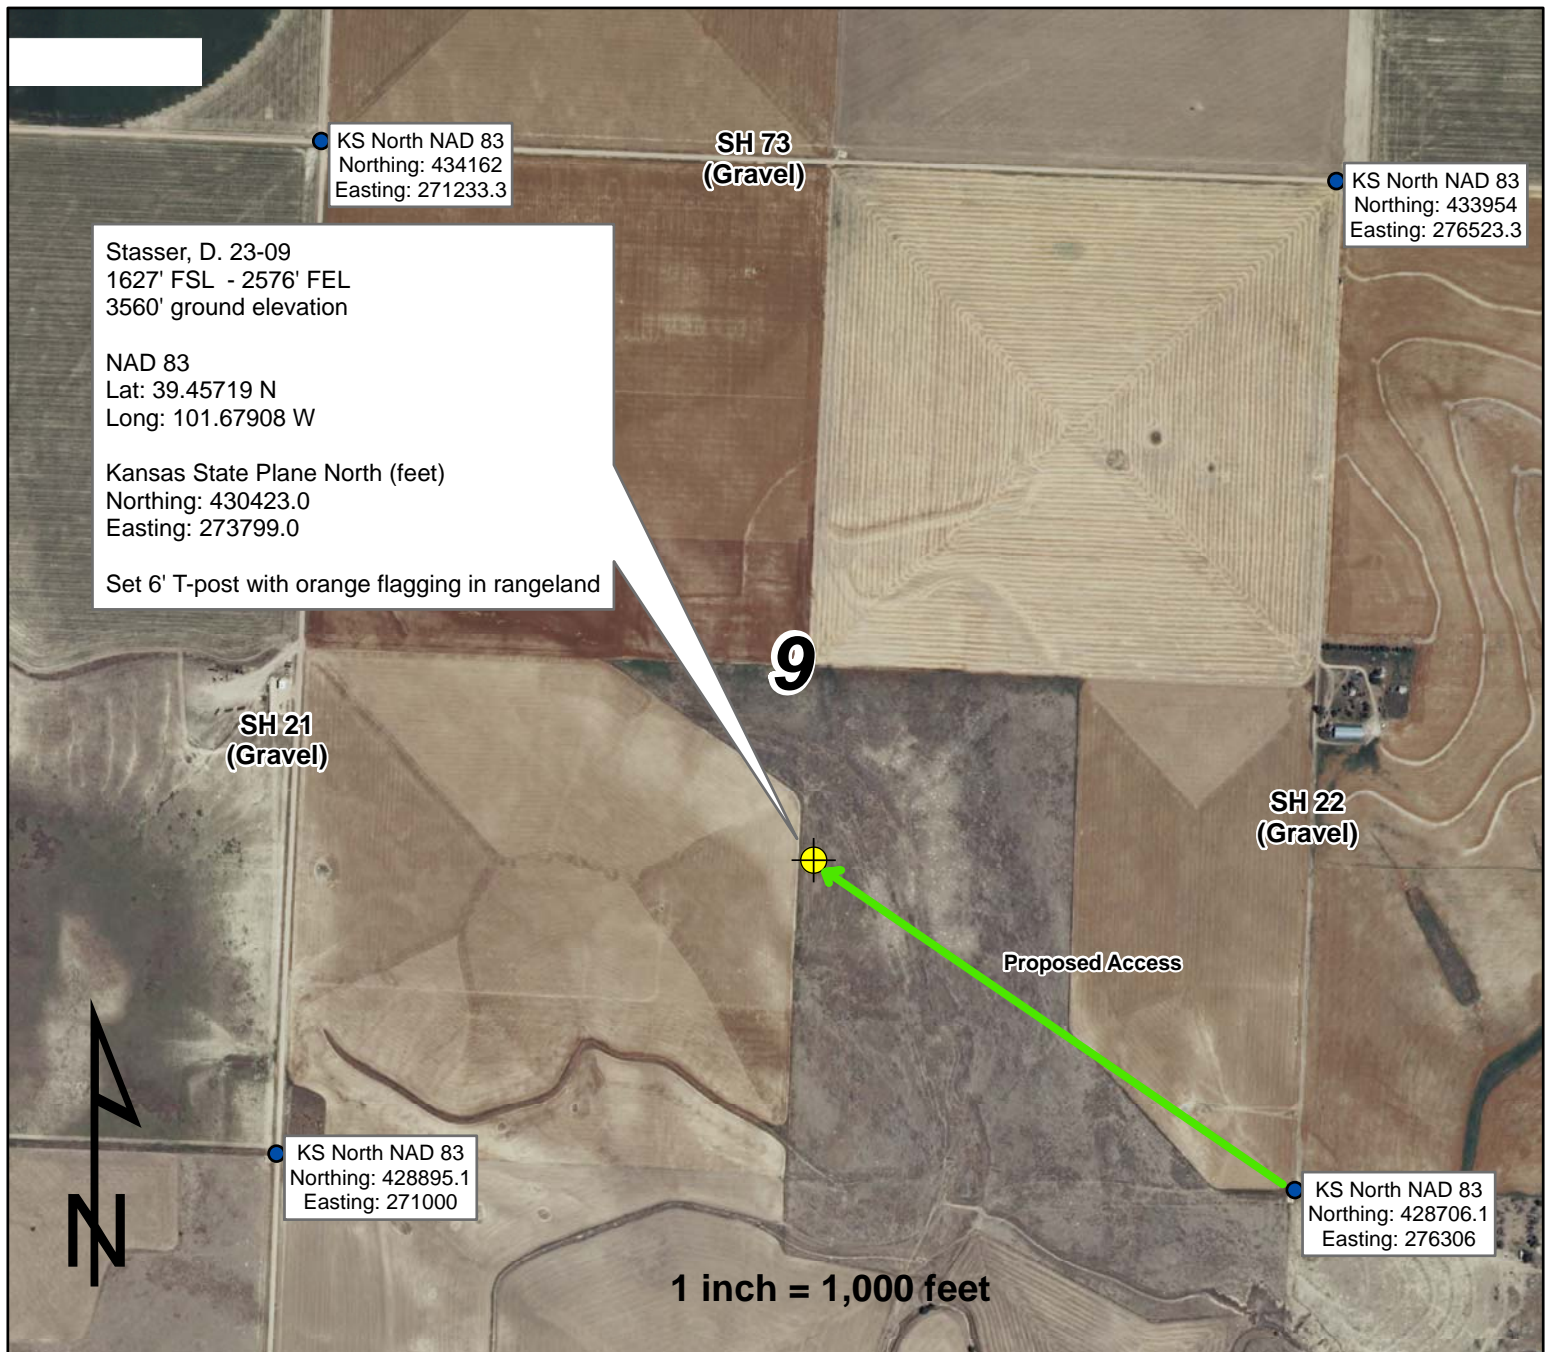 KS North NAD 83
Northing: 434162
Easting: 271233.3
SH 73
(Gravel)
KS North NAD 83
Northing: 433954
Easting: 276523.3
Stasser, D. 23-09
1627' FSL - 2576' FEL
3560' ground elevation
NAD 83
Lat: 39.45719 N
Long: 101.67908 W
Kansas State Plane North (feet)
Northing: 430423.0
Easting: 273799.0
Set 6' T-post with orange flagging in rangeland
9
SH 21
(Gravel)
SH 22
(Gravel)
Proposed Access
KS North NAD 83
Northing: 428895.1
Easting: 271000
KS North NAD 83
Northing: 428706.1
Easting: 276306
N
1 inch = 1,000 feet